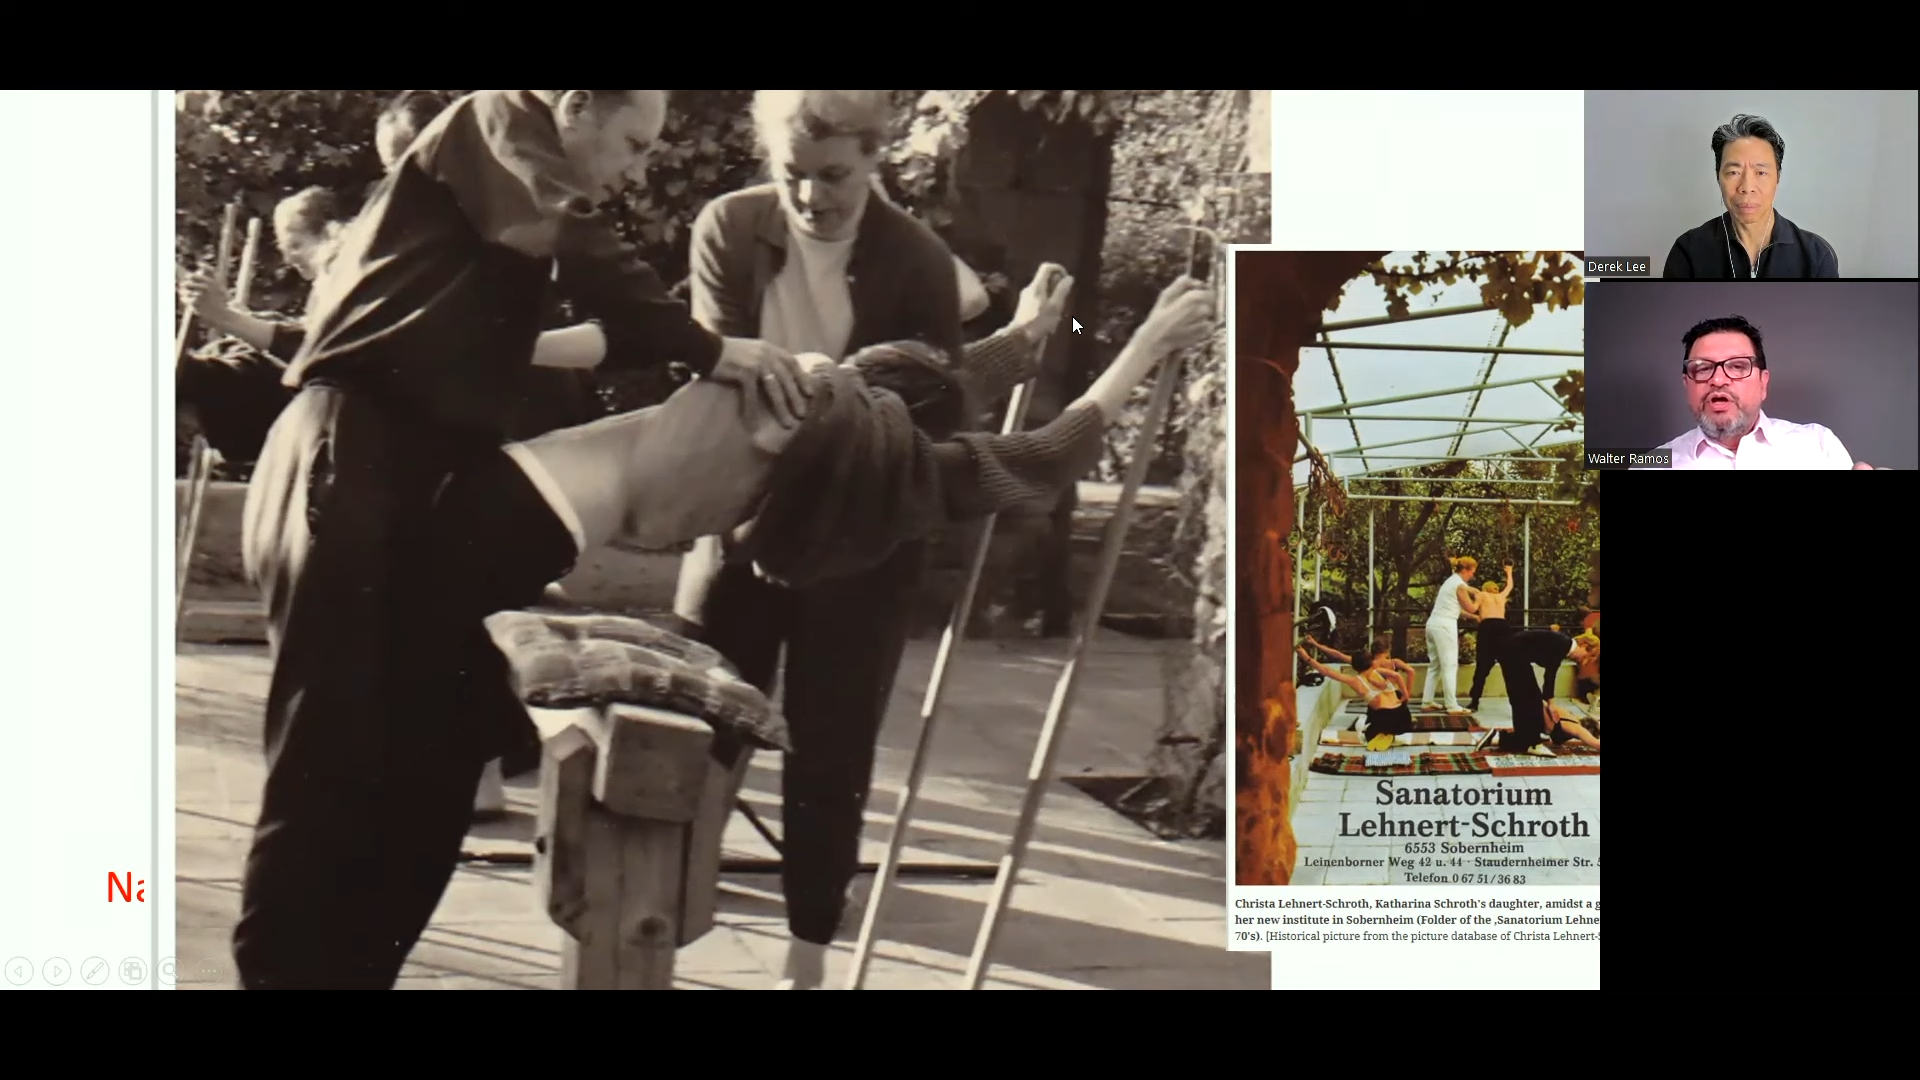 Derek Lee
Walter Ramos
Sanatorium
Lehnert-Schroth
6553 Sobernheim
Leinenborner Weg 42 u. 44 · Staudernheimer Str.
Telefon 0 67 51/36 83
Christa Lehnert-Schroth, Katharina Schroth's daughter, amidst a
her new institute in Sobernheim (Folder of the ‚Sanatorium
70's). [Historical picture from the picture database of Christa Lehnert-